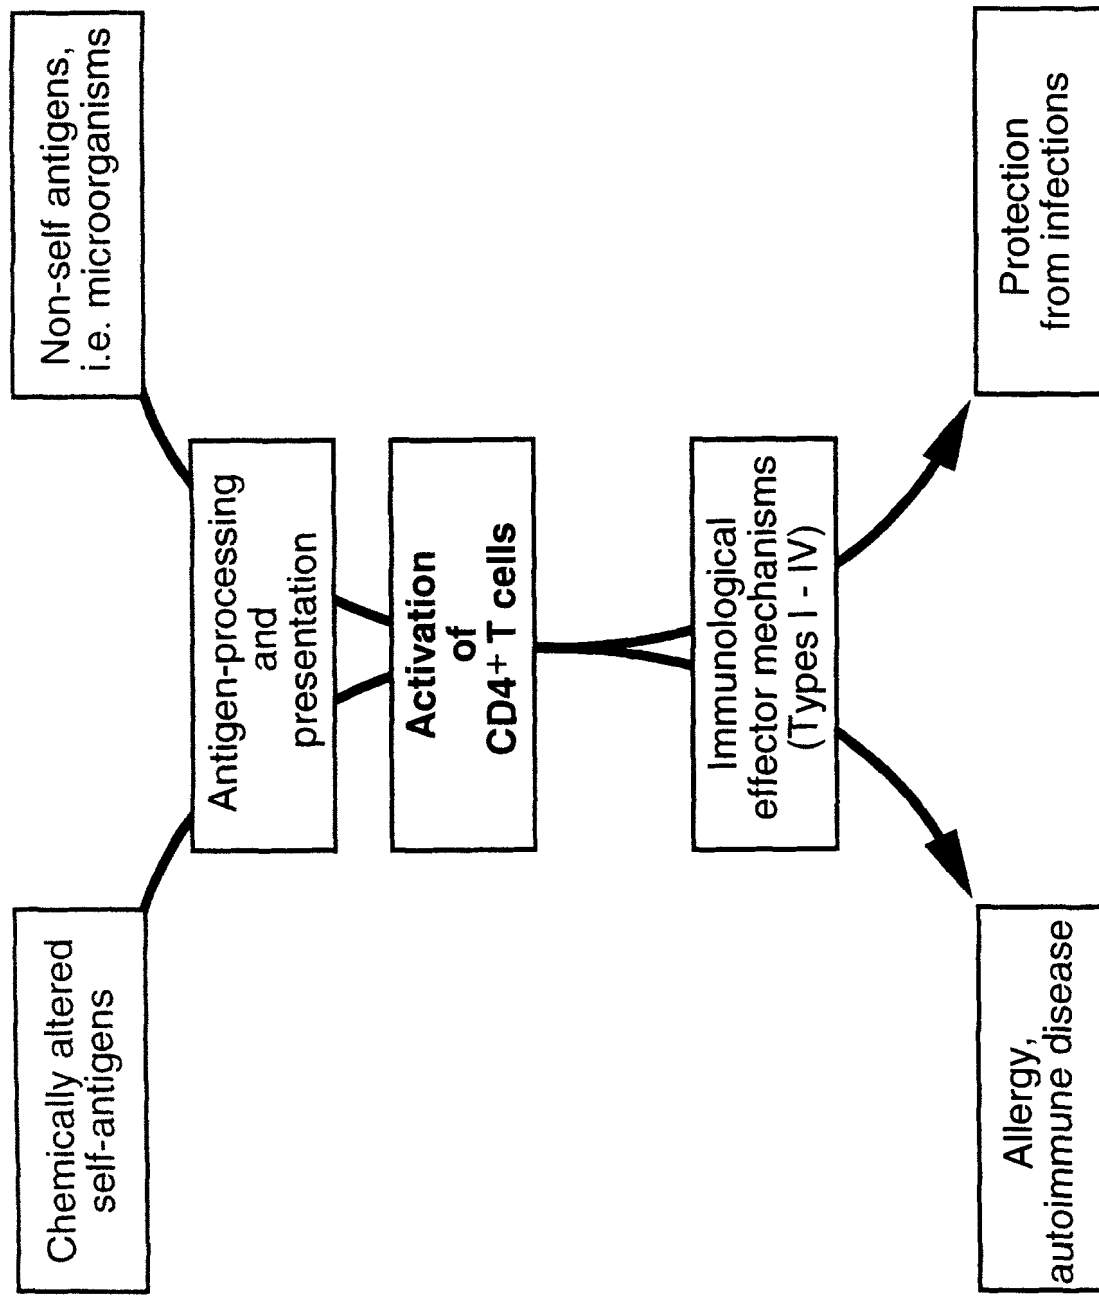 Chemically altered
self-antigens
Non-self antigens,
i.e. microorganisms
Antigen-processing
and
presentation
Activation
of
CD4+ T cells
Immunological
effector mechanisms
(Types I - IV)
Allergy,
autoimmune disease
Protection
from infections